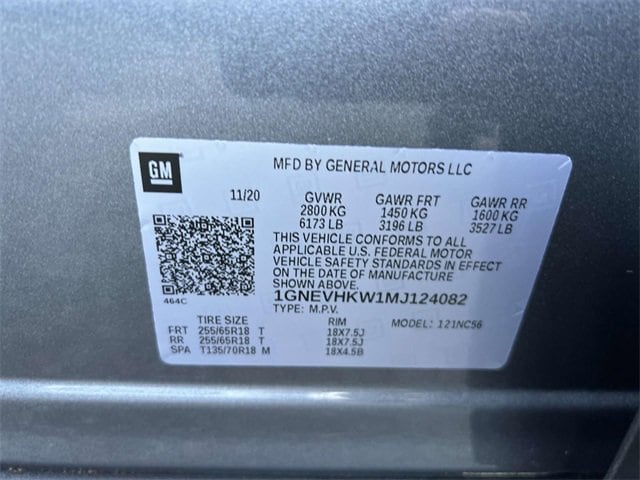 GM
MFD BY GENERAL MOTORS LLC
11/20 GVWR GAWR FRT GAWR RR
2800 KG 1450 KG 1600 KG
6173 LB 3196 LB 3527 LB
THIS VEHICLE CONFORMS TO ALL
APPLICABLE U.S. FEDERAL MOTOR
VEHICLE SAFETY STANDARDS IN EFFECT
ON THE DATE OF MANUFACTURE
SHOWN ABOVE.
464C
1GNEVHKW1MJ124082
TYPE: M.P.V.
TIRE SIZE RIM MODEL: 121NC56
FRT 255/65R18 T 18X7.5J
RR 255/65R18 T 18X7.5J
SPA T135/70R18 M 18X4.5B